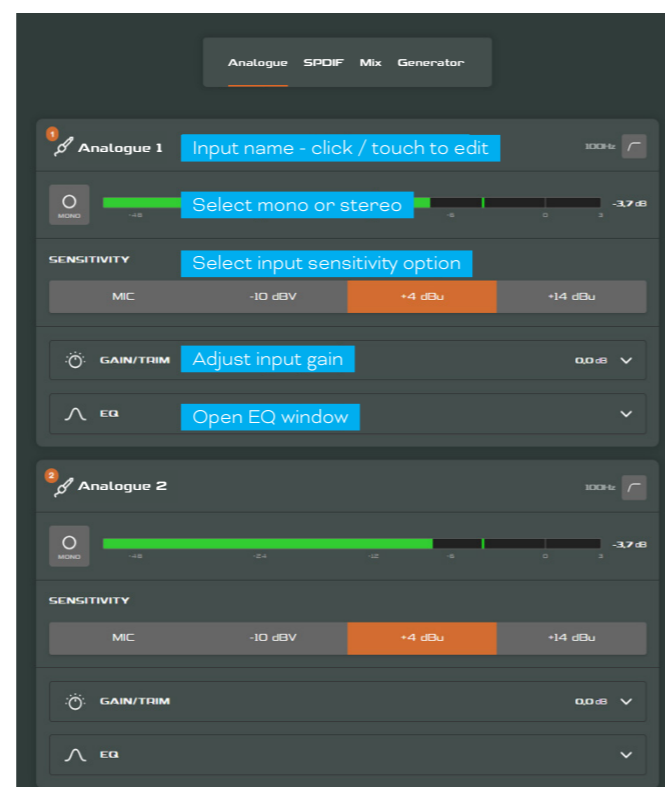 Analogue SPDIF Mix Generator
1
Analogue 1 Input name - click / touch to edit 100Hz
MONO Select mono or stereo -3,7 dB
-48 -6 0 3
SENSITIVITY Select input sensitivity option
MIC -10 dBV +4 dBu +14 dBu
GAIN/TRIM Adjust input gain 0,0 dB
EQ Open EQ window
2
Analogue 2 100Hz
MONO -3,7 dB
-48 -24 -12 -6 0 3
SENSITIVITY
MIC -10 dBV +4 dBu +14 dBu
GAIN/TRIM 0,0 dB
EQ